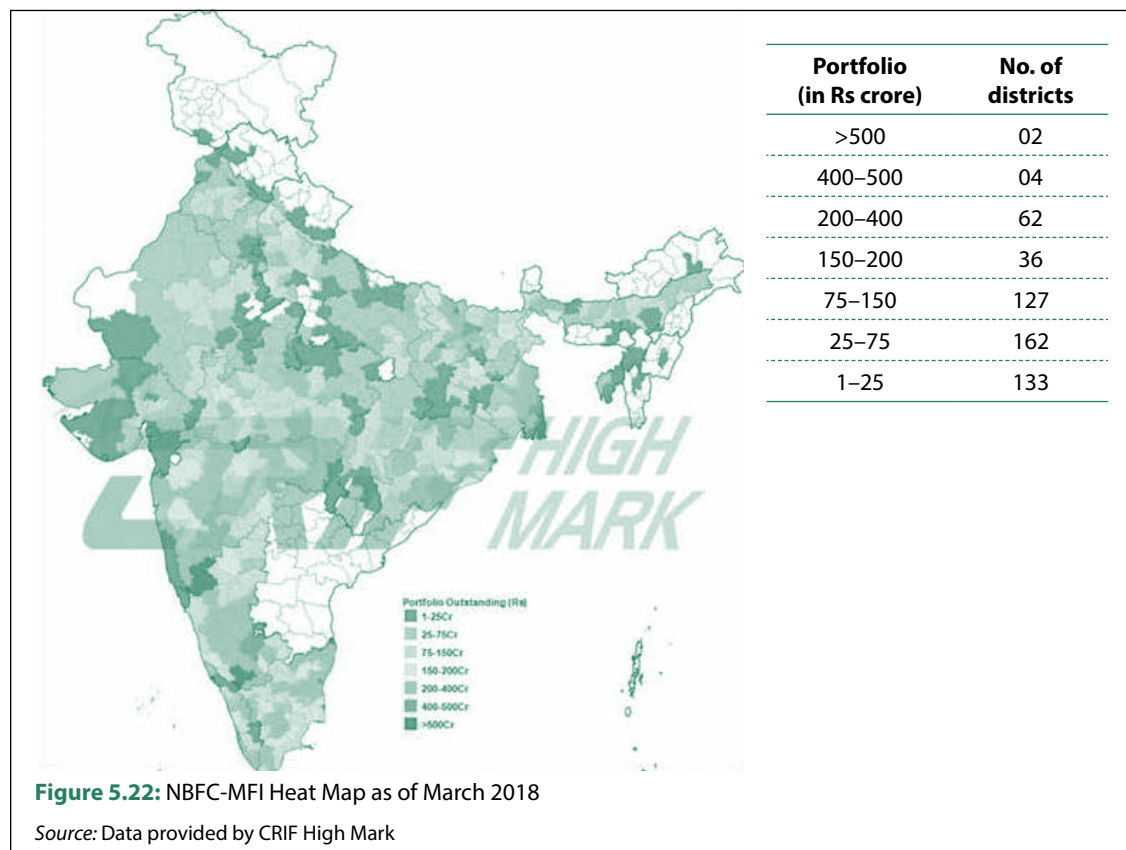 Portfolio No. of
(in Rs crore) districts
>500 02
400–500 04
200–400 62
150–200 36
75–150 127
25–75 162
1–25 133
HIGH
MARK
Portfolio Outstanding (Rs)
1-25Cr
25-75Cr
75-150Cr
150-200Cr
200-400Cr
400-500Cr
>500Cr
Figure 5.22: NBFC-MFI Heat Map as of March 2018
Source: Data provided by CRIF High Mark